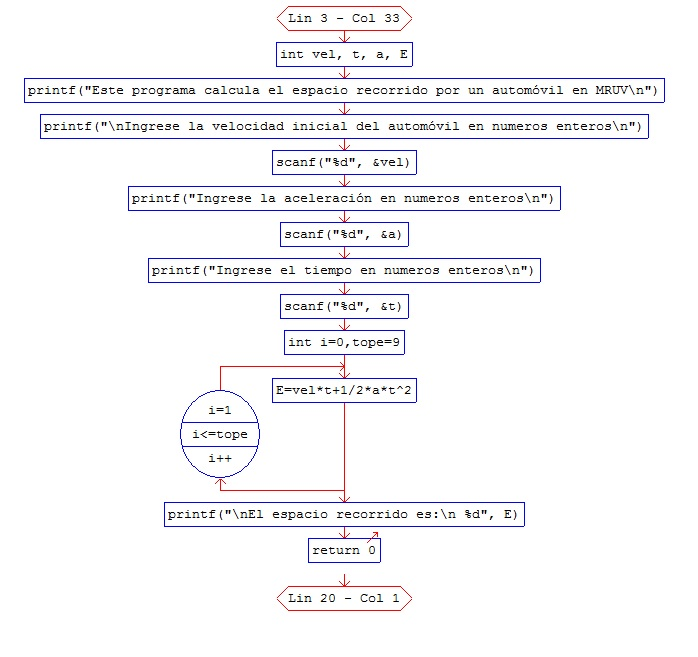 Lin 3 - Col 33
int vel, t, a, E
printf("Este programa calcula el espacio recorrido por un automóvil en MRUV\n")
printf("\nIngrese la velocidad inicial del automóvil en numeros enteros\n")
scanf("%d", &vel)
printf("Ingrese la aceleración en numeros enteros\n")
scanf("%d", &a)
printf("Ingrese el tiempo en numeros enteros\n")
scanf("%d", &t)
int i=0,tope=9
E=vel*t+1/2*a*t^2
i=1
i<=tope
i++
printf("\nEl espacio recorrido es:\n %d", E)
return 0
Lin 20 - Col 1